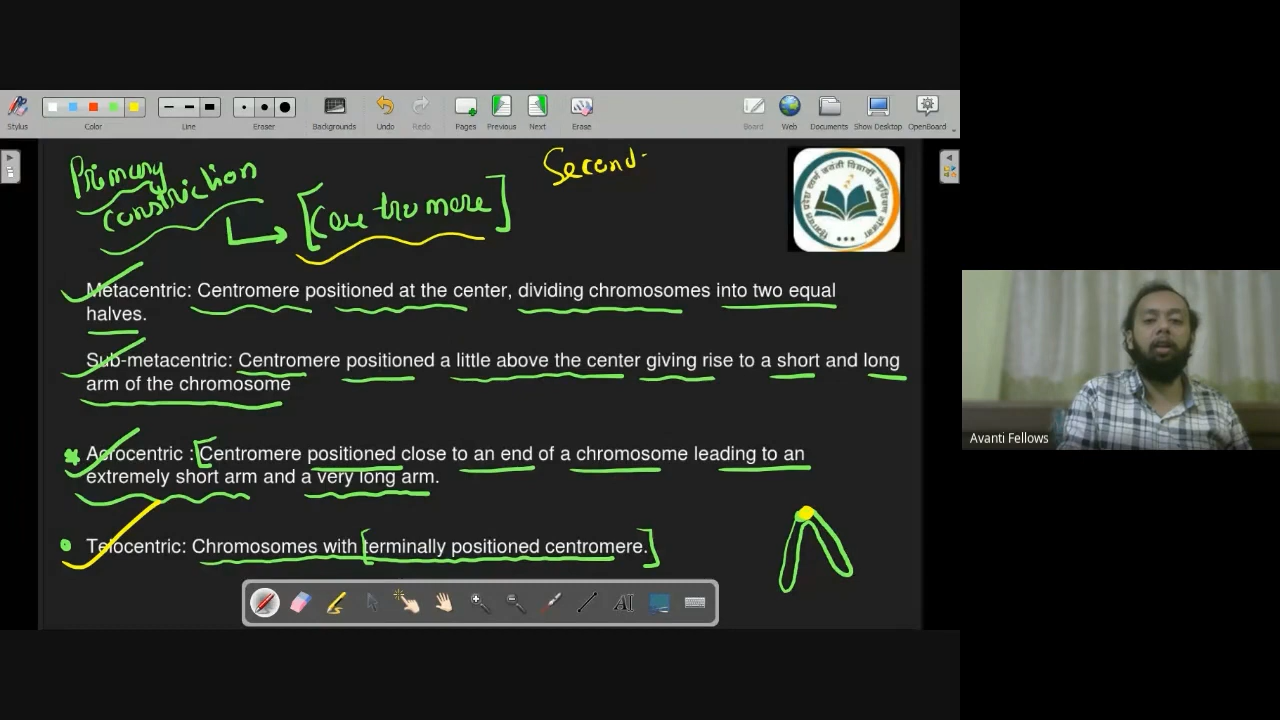 Stylus
Color
Line
Eraser
Backgrounds
Undo
Redo
Pages
Previous
Next
Erase
Board
Web
Documents
Show Desktop
OpenBoard
Primary
constriction
[Centromere]
Second
Metacentric: Centromere positioned at the center, dividing chromosomes into two equal
halves.
Sub-metacentric: Centromere positioned a little above the center giving rise to a short and long
arm of the chromosome
Acrocentric : [Centromere positioned close to an end of a chromosome leading to an
extremely short arm and a very long arm.
Telocentric: Chromosomes with [terminally positioned centromere.]
AI
Avanti Fellows